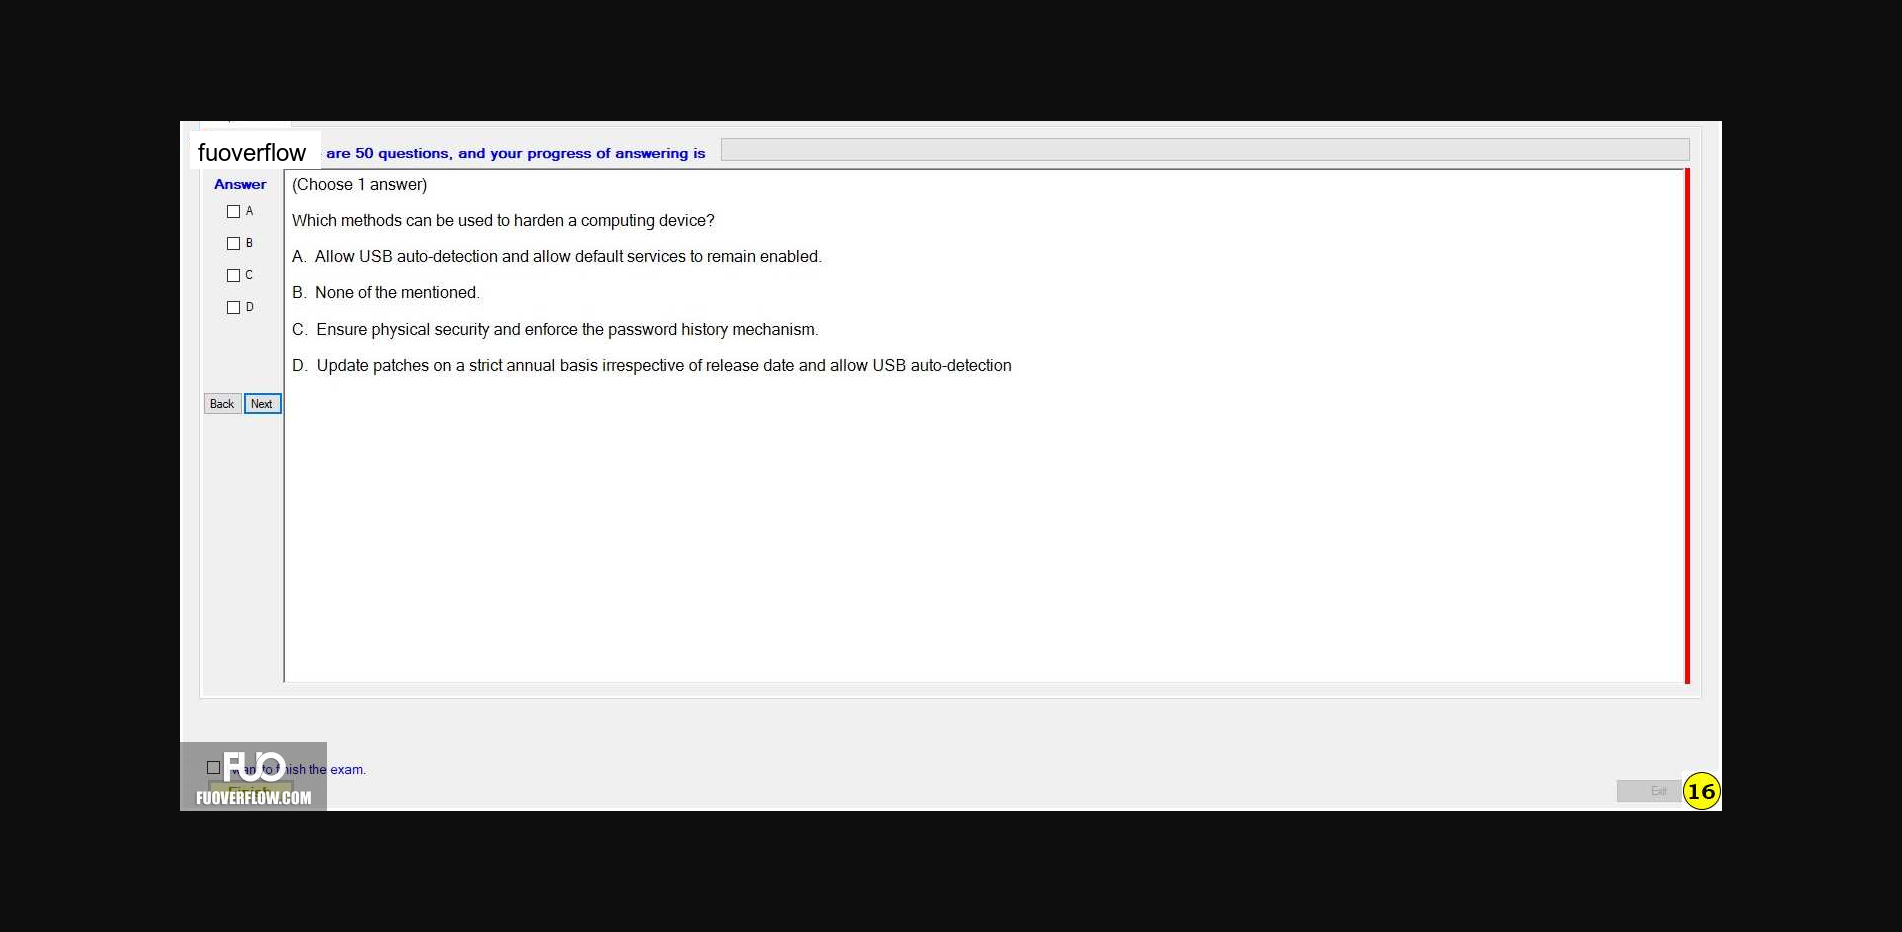 fuoverflow are 50 questions, and your progress of answering is
Answer
A
B
C
D
Back Next
(Choose 1 answer)
Which methods can be used to harden a computing device?
A. Allow USB auto-detection and allow default services to remain enabled.
B. None of the mentioned.
C. Ensure physical security and enforce the password history mechanism.
D. Update patches on a strict annual basis irrespective of release date and allow USB auto-detection
FUO
want to finish the exam.
Finish
FUOVERFLOW.COM
Exit
16